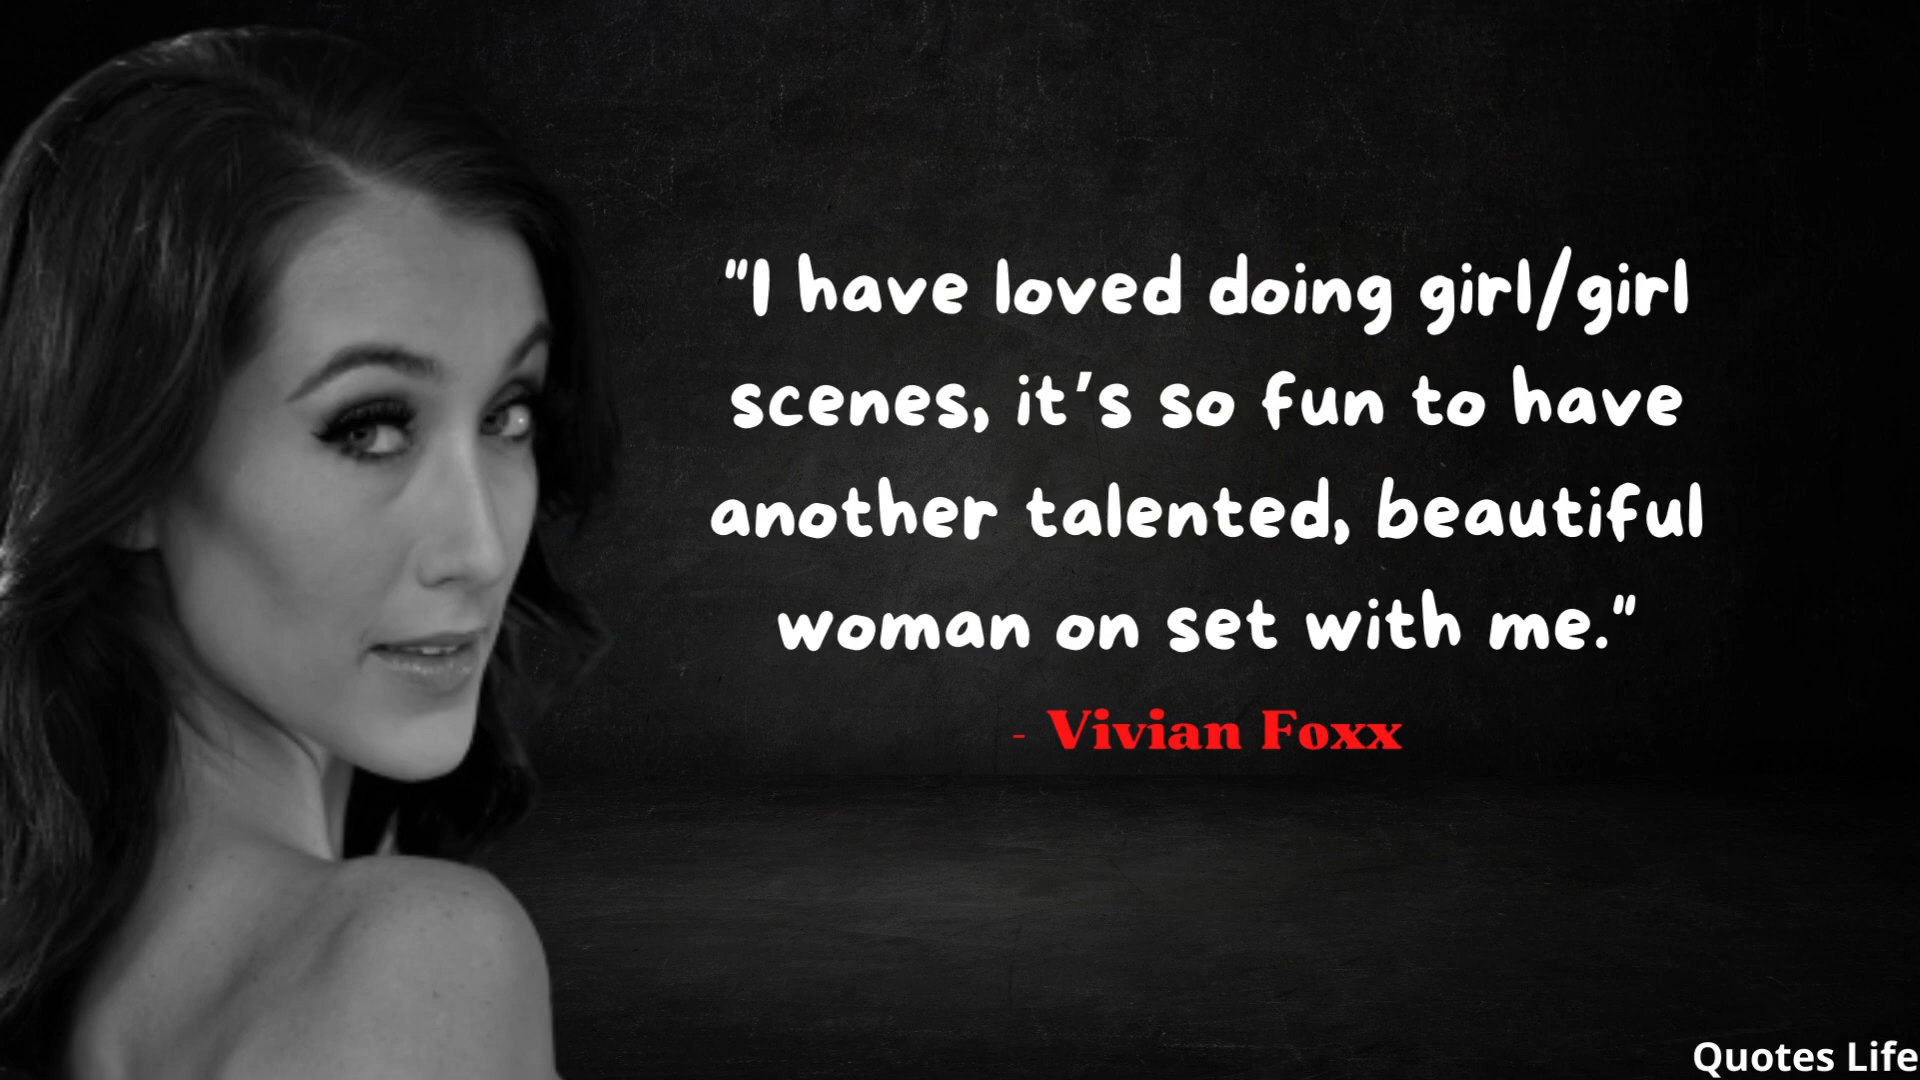 "I have loved doing girl/girl
scenes, it's so fun to have
another talented, beautiful
woman on set with me."
- Vivian Foxx
Quotes Life